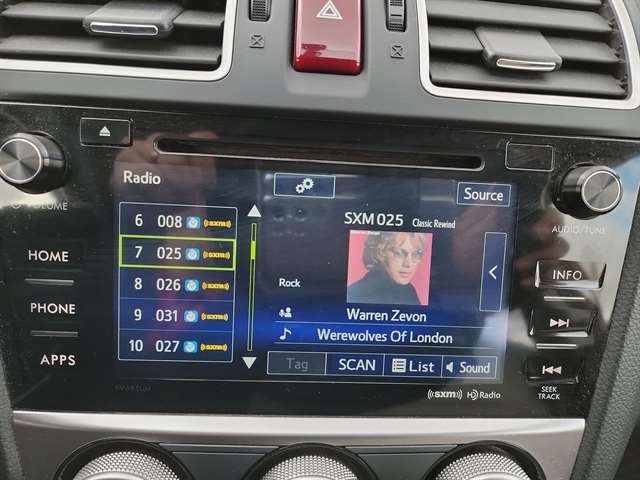 Radio
Source
VOLUME
AUDIO/TUNE
6 008 ((sxm))
7 025 ((sxm))
8 026 ((sxm))
9 031 ((sxm))
10 027 ((sxm))
SXM 025 Classic Rewind
Rock
Warren Zevon
Werewolves Of London
Tag
SCAN
List
Sound
HOME
PHONE
APPS
INFO
SEEK
TRACK
((sxm)) HD Radio